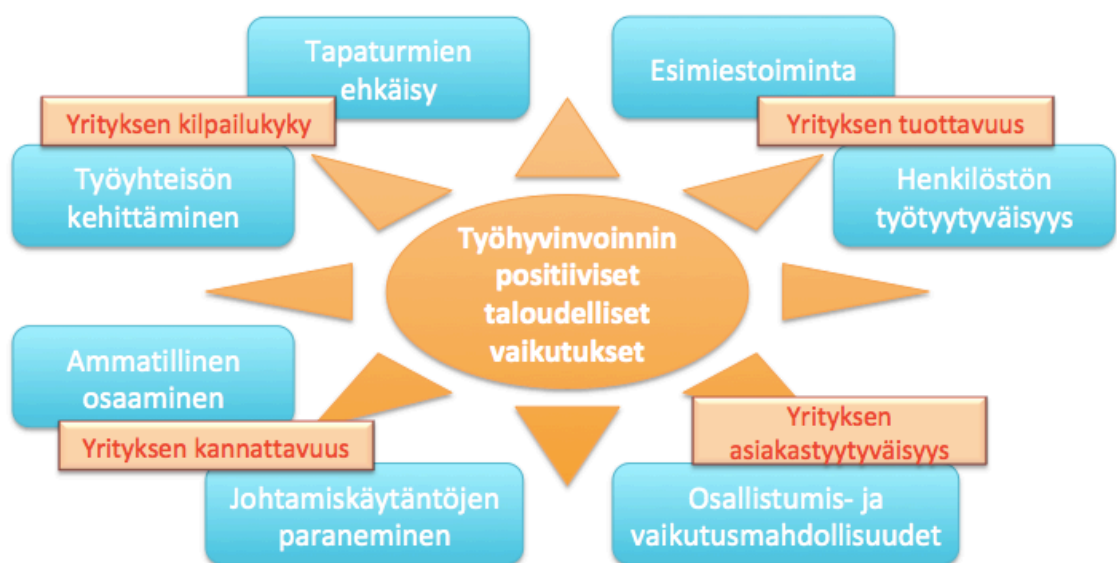 Tapaturmien
ehkäisy
Esimiestoiminta
Yrityksen kilpailukyky
Yrityksen tuottavuus
Työyhteisön
kehittäminen
Henkilöstön
työtyytyväisyys
Työhyvinvoinnin
positiiviset
taloudelliset
vaikutukset
Ammatillinen
osaaminen
Yrityksen kannattavuus
Yrityksen
asiakastyytyväisyys
Johtamiskäytäntöjen
paraneminen
Osallistumis- ja
vaikutusmahdollisuudet